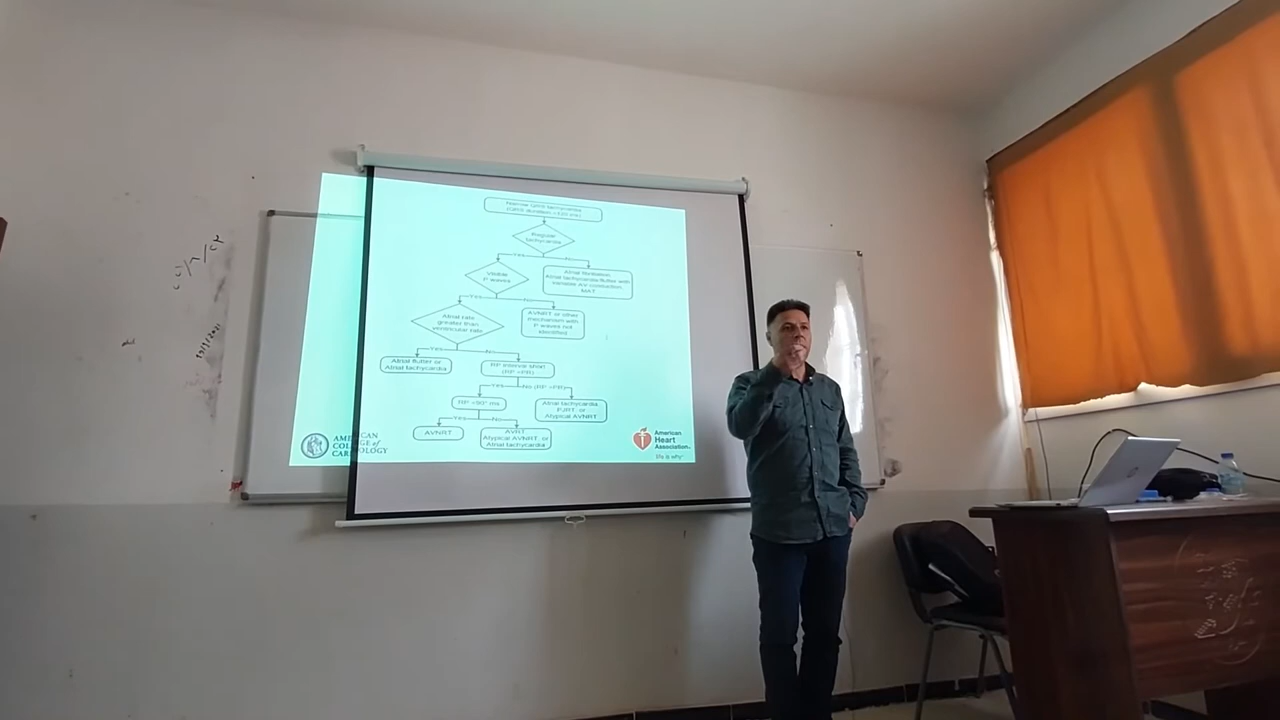 Narrow QRS tachycardia
(QRS duration <120 ms)
Regular
tachycardia
Yes
No
Visible
P waves
Atrial fibrillation,
Atrial tachycardia/flutter with
variable AV conduction,
MAT
Yes
No
Atrial rate
greater than
ventricular rate
AVNRT or other
mechanism with
P waves not
identified
Yes
No
Atrial flutter or
Atrial tachycardia
RP interval short
(RP <PR)
Yes
No (RP >PR)
RP <90* ms
Atrial tachycardia,
PJRT, or
Atypical AVNRT
Yes
No
AVNRT
AVRT,
Atypical AVNRT, or
Atrial tachycardia
AMERICAN
COLLEGE of
CARDIOLOGY
American
Heart
Association
life is why